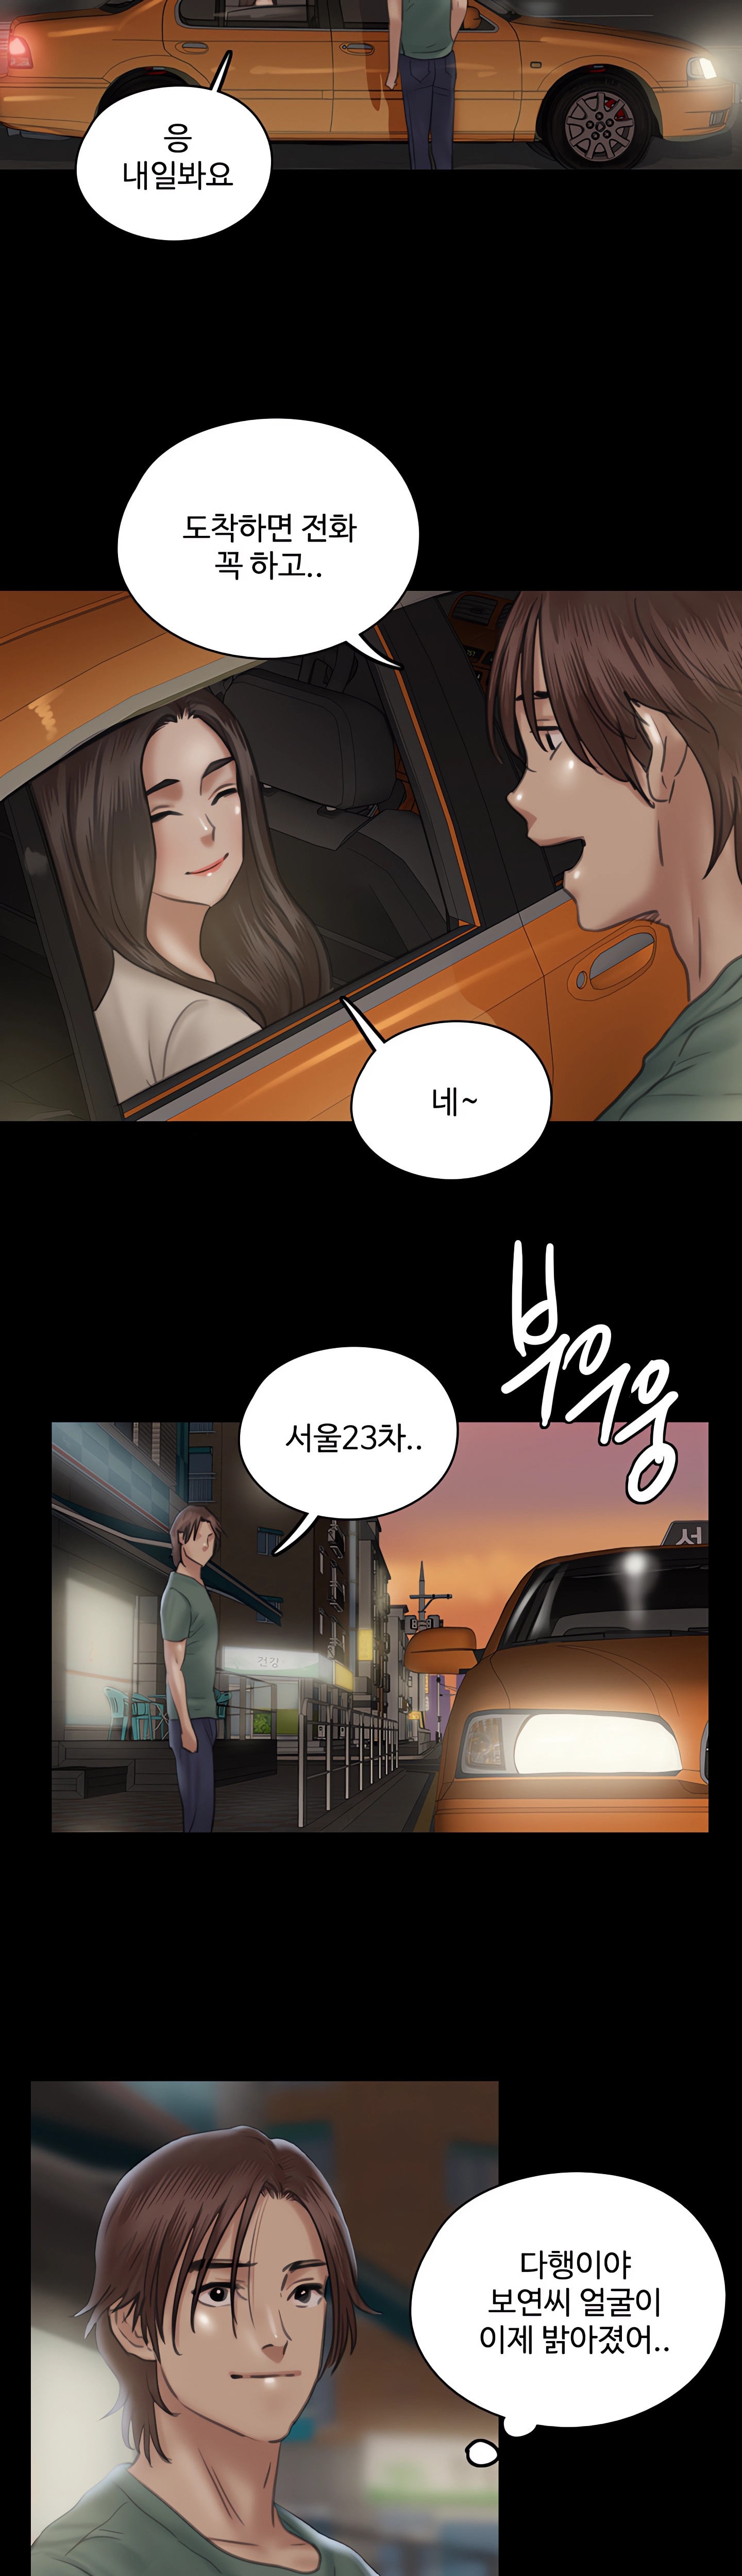 응
내일봐요
도착하면 전화
꼭 하고..
네~
부우웅
서울23차..
서
건강
다행이야
보연씨 얼굴이
이제 밝아졌어..